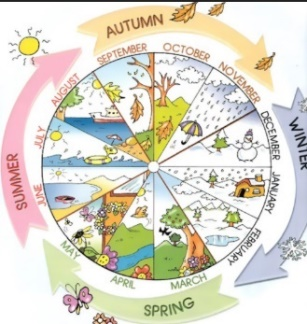 AUTUMN
SEPTEMBER
OCTOBER
NOVEMBER
DECEMBER
WINTER
JANUARY
FEBRUARY
MARCH
SPRING
APRIL
MAY
JUNE
SUMMER
JULY
AUGUST